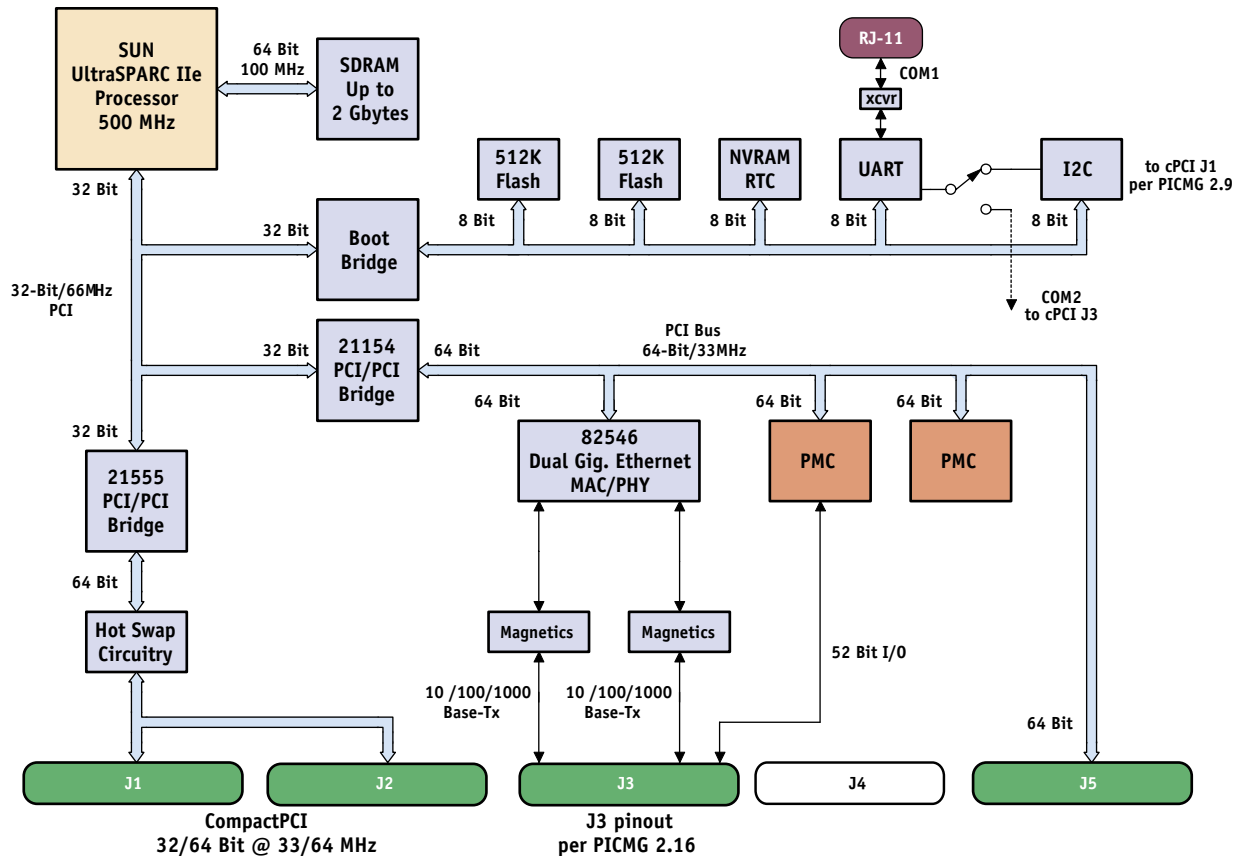 SUN
UltraSPARC IIe
Processor
500 MHz
64 Bit
100 MHz
SDRAM
Up to
2 Gbytes
RJ-11
COM1
xcvr
512K
Flash
512K
Flash
NVRAM
RTC
UART
I2C
to cPCI J1
per PICMG 2.9
32 Bit
8 Bit
8 Bit
8 Bit
8 Bit
8 Bit
32 Bit
Boot
Bridge
32-Bit/66MHz
PCI
COM2
to cPCI J3
32 Bit
21154
PCI/PCI
Bridge
64 Bit
PCI Bus
64-Bit/33MHz
64 Bit
64 Bit
64 Bit
32 Bit
82546
Dual Gig. Ethernet
MAC/PHY
PMC
PMC
21555
PCI/PCI
Bridge
64 Bit
Hot Swap
Circuitry
Magnetics
Magnetics
52 Bit I/O
10 /100/1000
Base-Tx
10 /100/1000
Base-Tx
64 Bit
J1
J2
J3
J4
J5
CompactPCI
32/64 Bit @ 33/64 MHz
J3 pinout
per PICMG 2.16